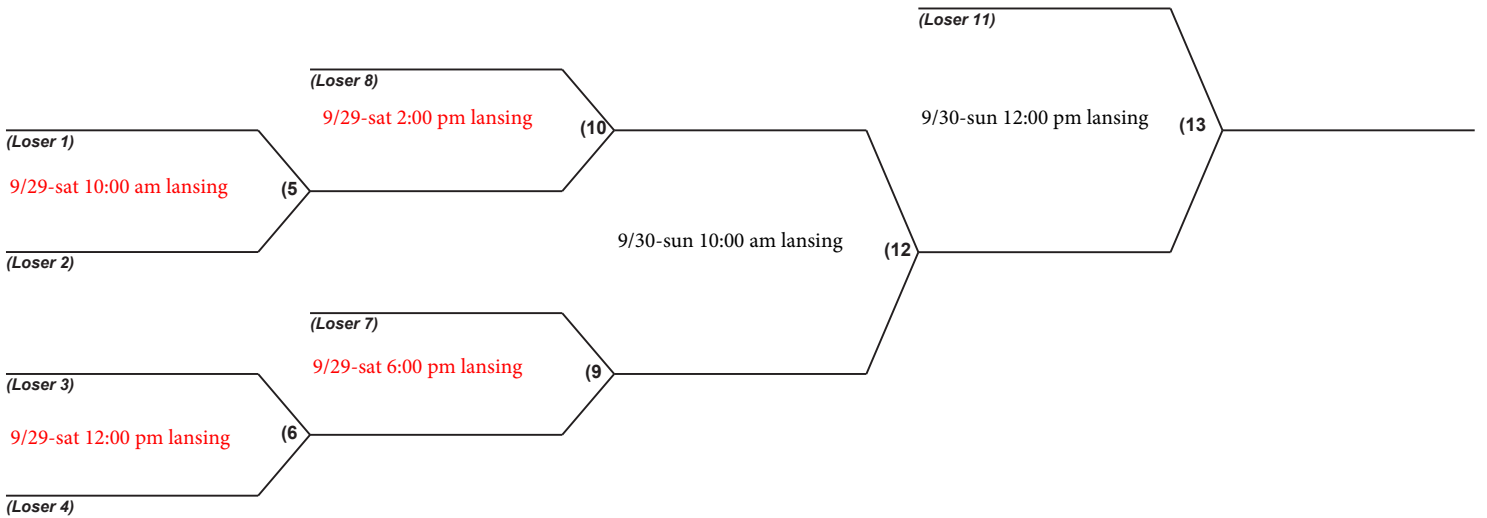 (Loser 11)
(Loser 8)
9/29-sat 2:00 pm lansing
(10
9/30-sun 12:00 pm lansing
(13
(Loser 1)
9/29-sat 10:00 am lansing
(5
(Loser 2)
9/30-sun 10:00 am lansing
(12
(Loser 7)
9/29-sat 6:00 pm lansing
(9
(Loser 3)
9/29-sat 12:00 pm lansing
(6
(Loser 4)